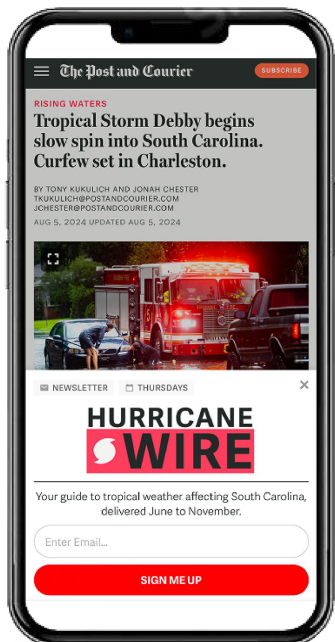 The Post and Courier
SUBSCRIBE
RISING WATERS
Tropical Storm Debby begins
slow spin into South Carolina.
Curfew set in Charleston.
BY TONY KUKULICH AND JONAH CHESTER
TKUKULICH@POSTANDCOURIER.COM
JCHESTER@POSTANDCOURIER.COM
AUG 5, 2024 UPDATED AUG 5, 2024
NEWSLETTER
THURSDAYS
HURRICANE
WIRE
Your guide to tropical weather affecting South Carolina,
delivered June to November.
Enter Email...
SIGN ME UP